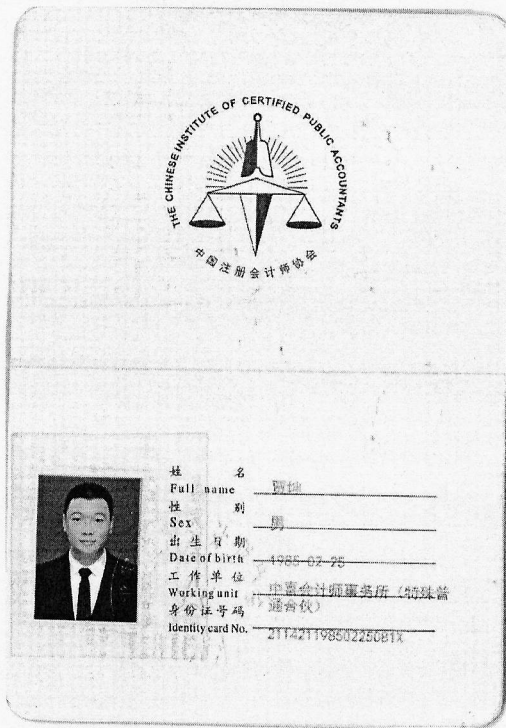 THE CHINESE INSTITUTE OF CERTIFIED PUBLIC ACCOUNTANTS
中国注册会计师协会
姓 名
Full name 贾坤
性 别
Sex 男
出生日期
Date of birth 1985-02-25
工作单位
Working unit 中喜会计师事务所（特殊普
通合伙）
身份证号码
Identity card No. 21142119850225081X